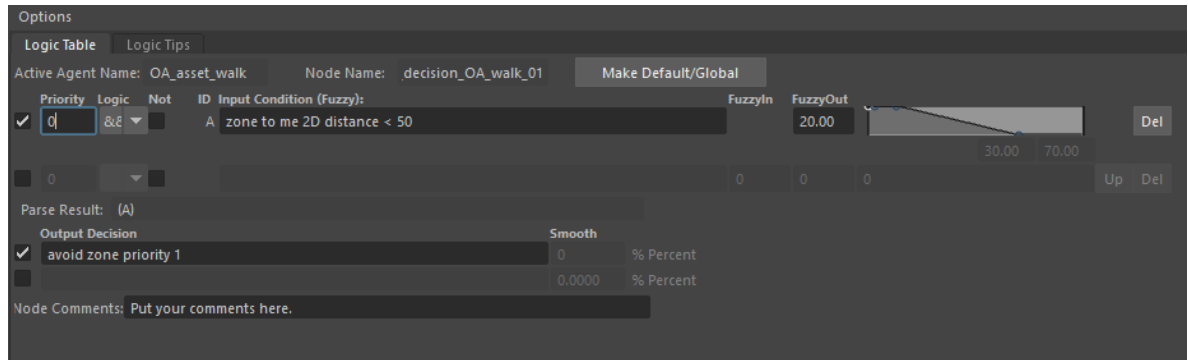 Options
Logic Table Logic Tips
Active Agent Name: OA_asset_walk Node Name: _decision_OA_walk_01 Make Default/Global
Priority Logic Not ID Input Condition (Fuzzy): FuzzyIn FuzzyOut
0 && A zone to me 2D distance < 50 20.00 Del
30.00 70.00
0 0 0 0 Up Del
Parse Result: (A)
Output Decision Smooth
avoid zone priority 1 0 % Percent
0.0000 % Percent
Node Comments: Put your comments here.